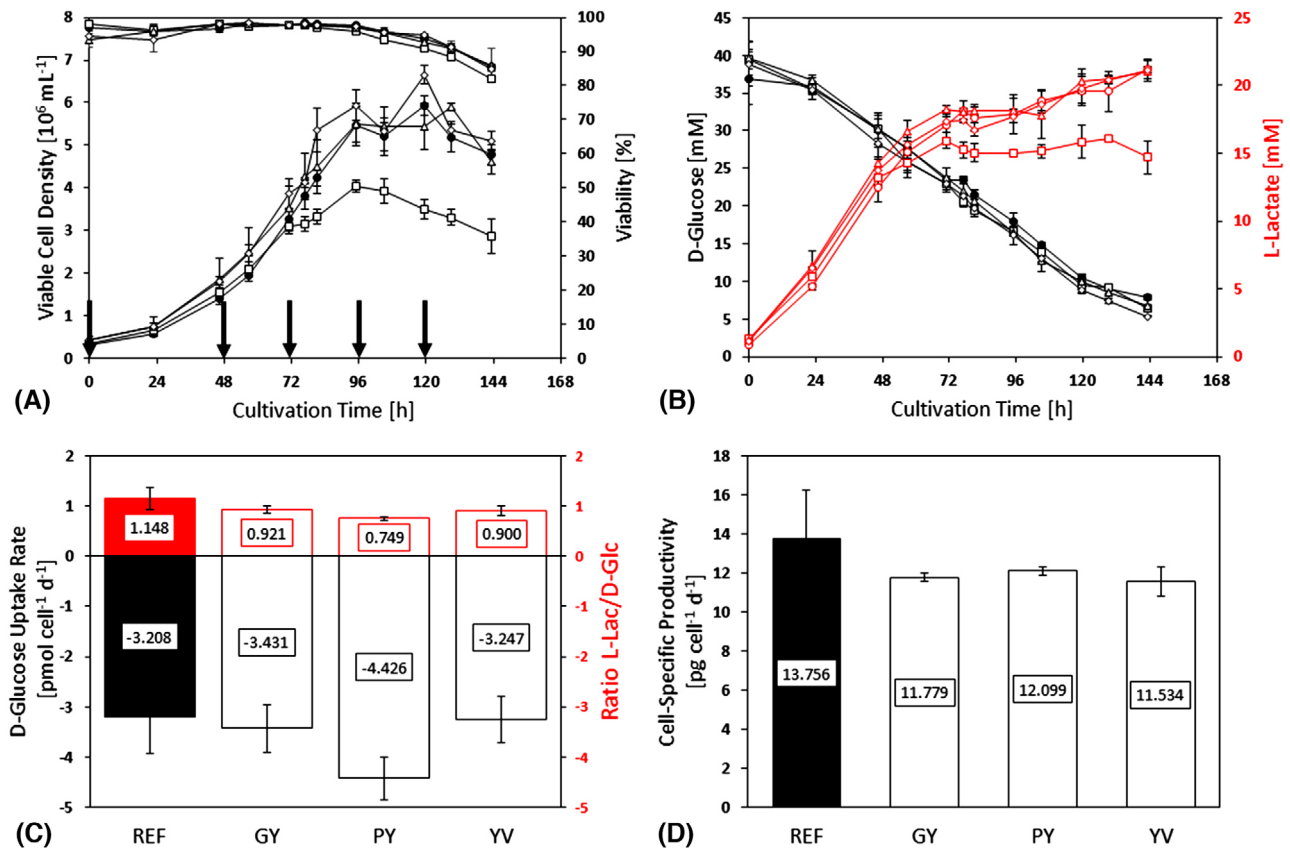 8
7
6
5
4
3
2
1
0
Viable Cell Density [10⁶ mL⁻¹]
100
90
80
70
60
50
40
30
20
10
0
Viability [%]
0 24 48 72 96 120 144 168
Cultivation Time [h]
(A)
45
40
35
30
25
20
15
10
5
0
D-Glucose [mM]
25
20
15
10
5
0
L-Lactate [mM]
0 24 48 72 96 120 144 168
Cultivation Time [h]
(B)
2
1
0
-1
-2
-3
-4
-5
D-Glucose Uptake Rate
[pmol cell⁻¹ d⁻¹]
1.148 0.921 0.749 0.900
-3.208 -3.431 -4.426 -3.247
2
1
0
-1
-2
-3
-4
-5
Ratio L-Lac/D-Glc
REF GY PY YV
(C)
18
16
14
12
10
8
6
4
2
0
Cell-Specific Productivity
[pg cell⁻¹ d⁻¹]
13.756 11.779 12.099 11.534
REF GY PY YV
(D)